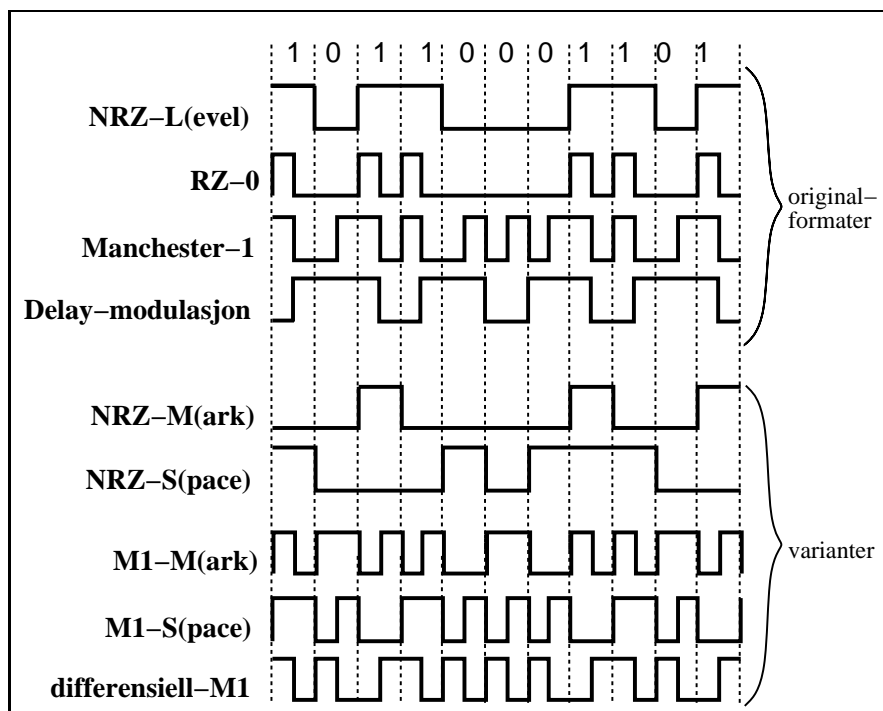 1 0 1 1 0 0 0 1 1 0 1
NRZ−L(evel)
RZ−0
Manchester−1
Delay−modulasjon
original−
formater
NRZ−M(ark)
NRZ−S(pace)
M1−M(ark)
M1−S(pace)
differensiell−M1
varianter